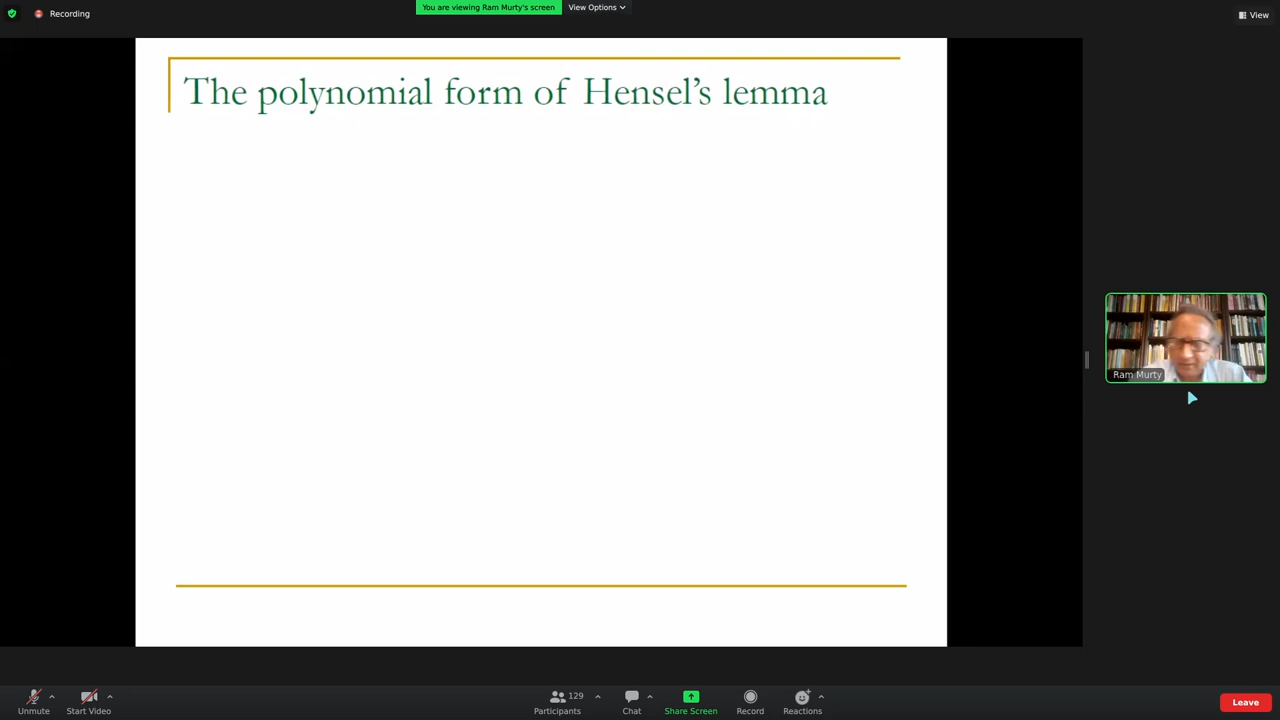 Recording
You are viewing Ram Murty's screen
View Options
View
The polynomial form of Hensel's lemma
Ram Murty
Unmute
Start Video
129
Participants
Chat
Share Screen
Record
Reactions
Leave